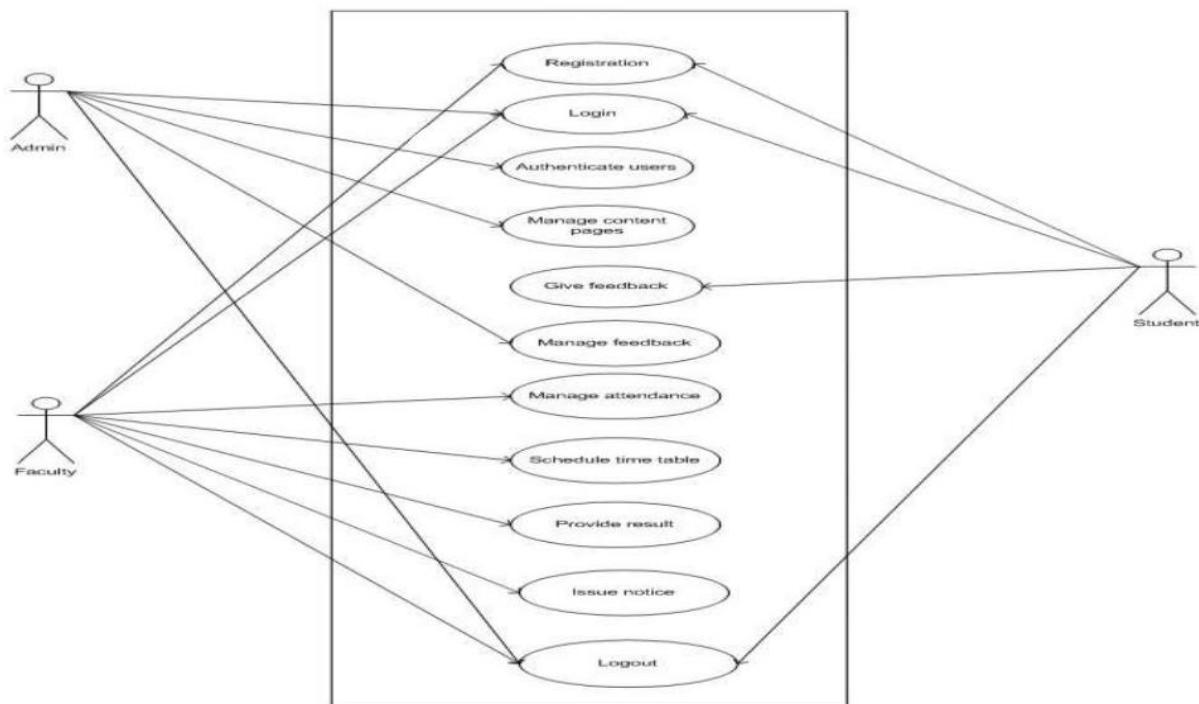 Registration
Login
Authenticate users
Manage content
pages
Give feedback
Manage feedback
Manage attendance
Schedule time table
Provide result
Issue notice
Logout
Admin
Faculty
Student